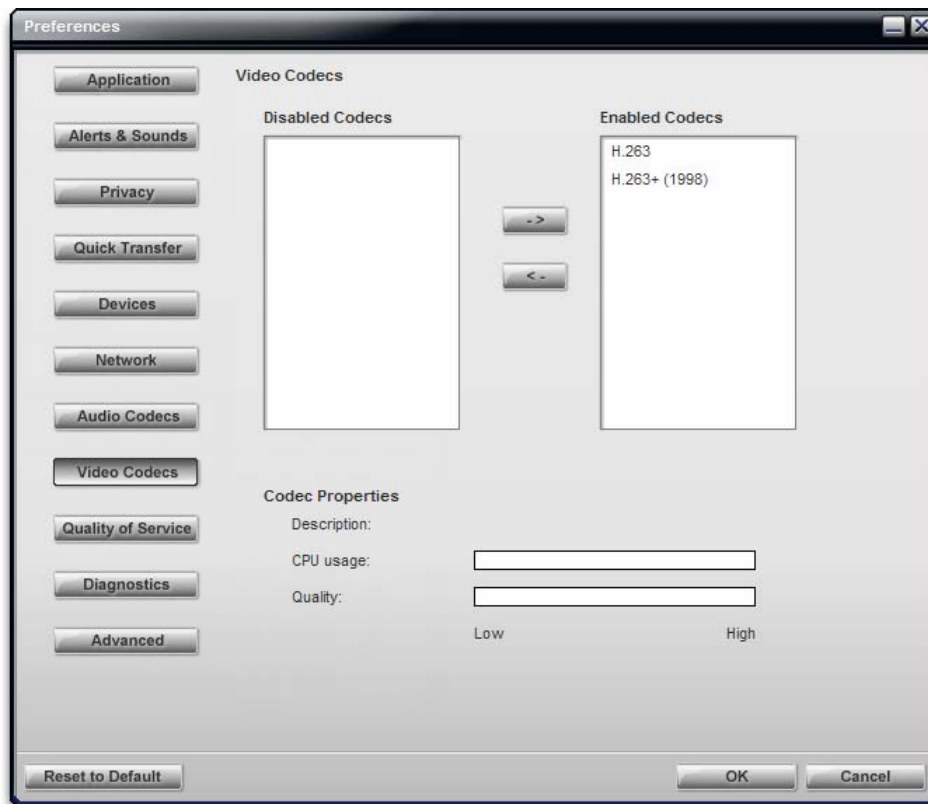 Preferences
Application
Alerts & Sounds
Privacy
Quick Transfer
Devices
Network
Audio Codecs
Video Codecs
Quality of Service
Diagnostics
Advanced
Video Codecs
Disabled Codecs
Enabled Codecs
H.263
H.263+ (1998)
->
<-
Codec Properties
Description:
CPU usage:
Quality:
Low High
Reset to Default
OK
Cancel